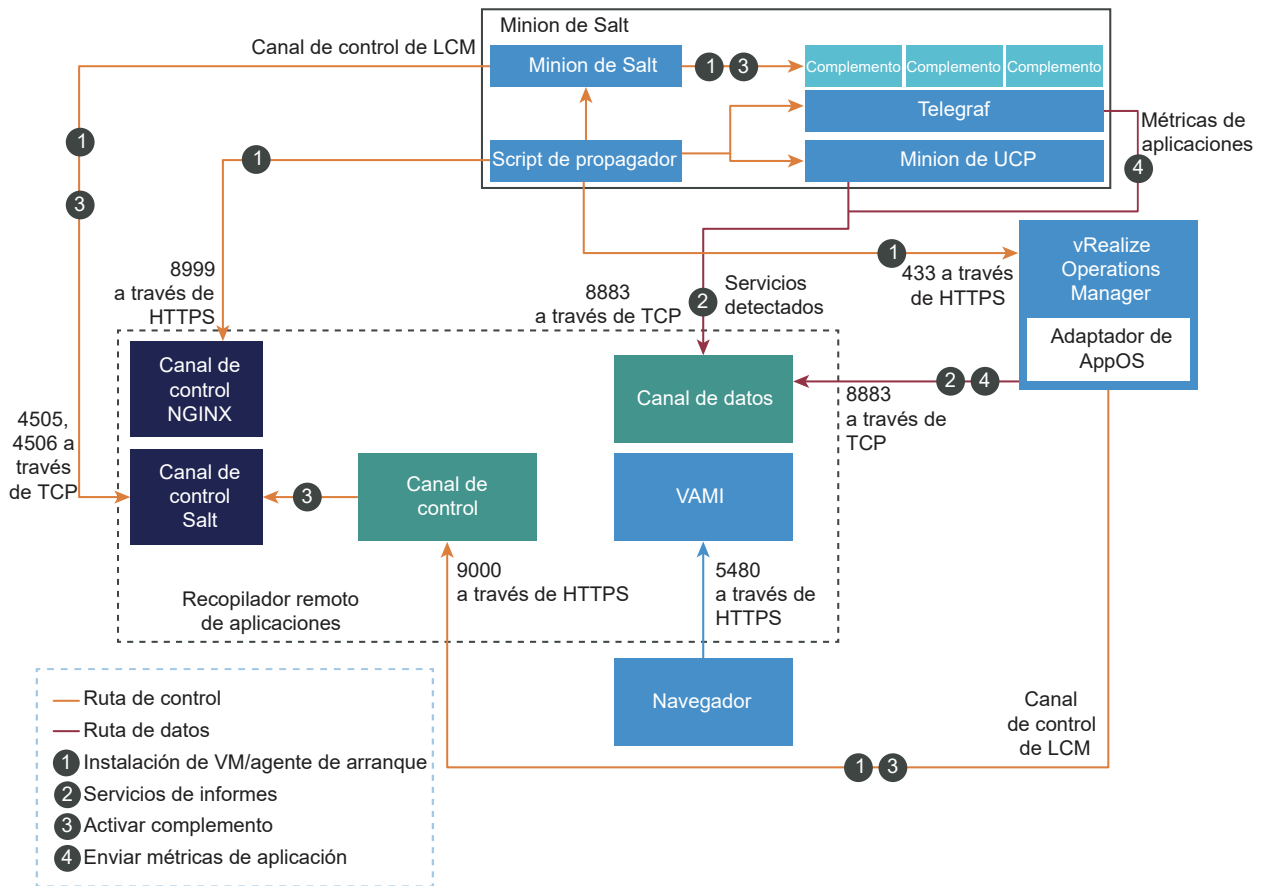 Minion de Salt
Canal de control de LCM
Minion de Salt
1
3
Complemento
Complemento
Complemento
Telegraf
Métricas de
aplicaciones
1
1
Script de propagador
Minion de UCP
4
3
1
vRealize
Operations
Manager
8999
a través de
HTTPS
433 a través
de HTTPS
8883
a través de TCP
2
Servicios
detectados
Adaptador de
AppOS
Canal de
control
NGINX
Canal de datos
2
4
8883
a través de
TCP
4505,
4506 a
través
de TCP
Canal de
control
Salt
3
Canal de
control
VAMI
9000
a través de HTTPS
5480
a través de
HTTPS
Recopilador remoto
de aplicaciones
Navegador
Canal
de control
de LCM
1
3
Ruta de control
Ruta de datos
1 Instalación de VM/agente de arranque
2 Servicios de informes
3 Activar complemento
4 Enviar métricas de aplicación